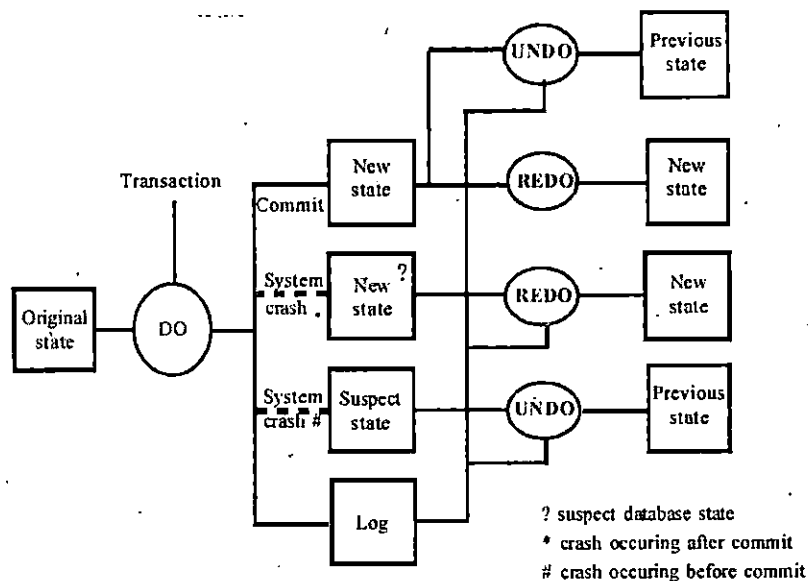 UNDO
Previous
state
Transaction
New
state
Commit
REDO
New
state
System
crash *
New ?
state
REDO
New
state
Original
state
DO
System
crash #
Suspect
state
UNDO
Previous
state
Log
? suspect database state
* crash occuring after commit
# crash occuring before commit